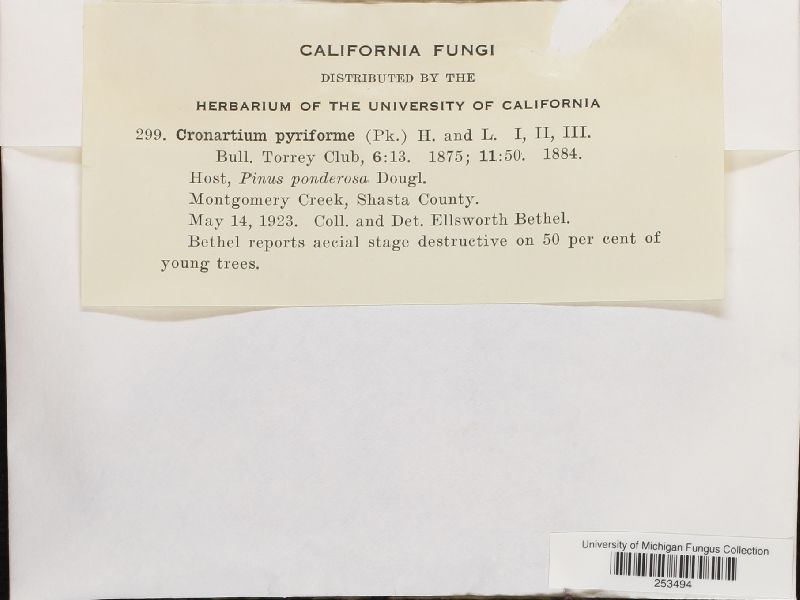 CALIFORNIA FUNGI
DISTRIBUTED BY THE
HERBARIUM OF THE UNIVERSITY OF CALIFORNIA
299. Cronartium pyriforme (Pk.) H. and L. I, II, III.
Bull. Torrey Club, 6:13. 1875; 11:50. 1884.
Host, Pinus ponderosa Dougl.
Montgomery Creek, Shasta County.
May 14, 1923. Coll. and Det. Ellsworth Bethel.
Bethel reports aecial stage destructive on 50 per cent of
young trees.
University of Michigan Fungus Collection
253494